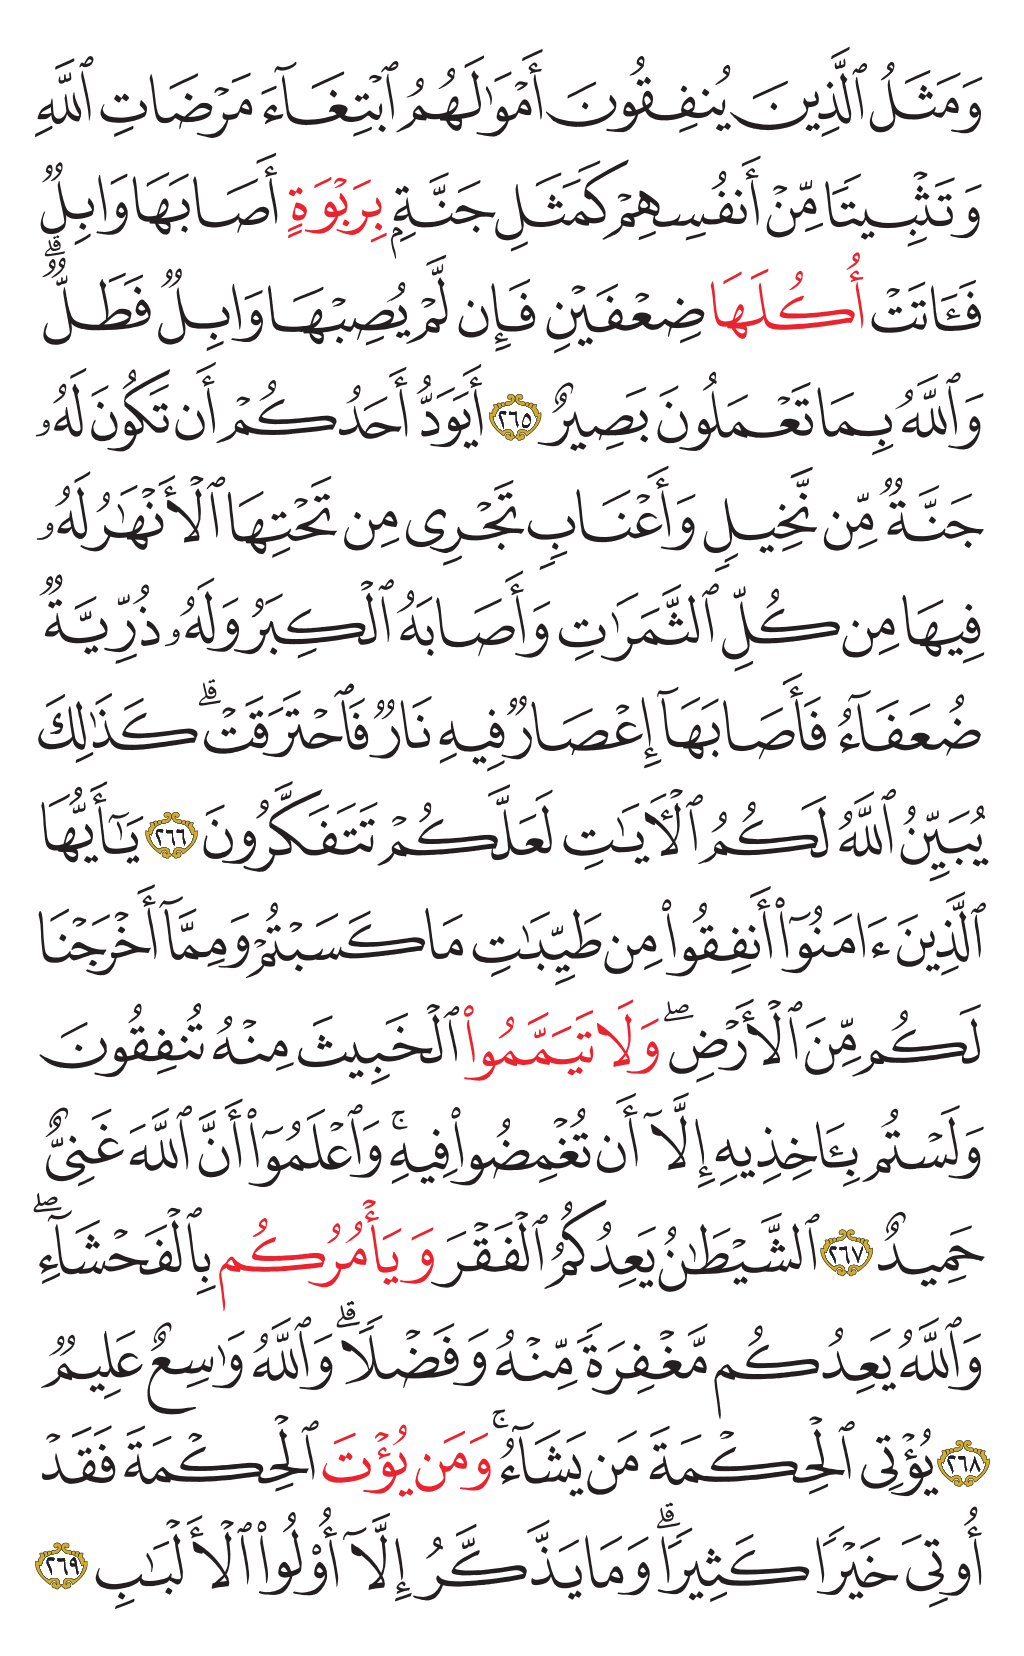 وَمَثَلُ ٱلَّذِينَ يُنفِقُونَ أَمْوَٰلَهُمُ ٱبْتِغَآءَ مَرْضَاتِ ٱللَّهِ
وَتَثْبِيتًا مِّنْ أَنفُسِهِمْ كَمَثَلِ جَنَّةٍۭ بِرَبْوَةٍ أَصَابَهَا وَابِلٌ
فَـَٔاتَتْ أُكُلَهَا ضِعْفَيْنِ فَإِن لَّمْ يُصِبْهَا وَابِلٌ فَطَلٌّ ۗ
وَٱللَّهُ بِمَا تَعْمَلُونَ بَصِيرٌ ٢٦٥ أَيَوَدُّ أَحَدُكُمْ أَن تَكُونَ لَهُۥ
جَنَّةٌ مِّن نَّخِيلٍ وَأَعْنَابٍ تَجْرِى مِن تَحْتِهَا ٱلْأَنْهَٰرُ لَهُۥ
فِيهَا مِن كُلِّ ٱلثَّمَرَٰتِ وَأَصَابَهُ ٱلْكِبَرُ وَلَهُۥ ذُرِّيَّةٌ
ضُعَفَآءُ فَأَصَابَهَآ إِعْصَارٌ فِيهِ نَارٌ فَٱحْتَرَقَتْ ۗ كَذَٰلِكَ
يُبَيِّنُ ٱللَّهُ لَكُمُ ٱلْـَٔايَٰتِ لَعَلَّكُمْ تَتَفَكَّرُونَ ٢٦٦ يَٰٓأَيُّهَا
ٱلَّذِينَ ءَامَنُوٓا۟ أَنفِقُوا۟ مِن طَيِّبَٰتِ مَا كَسَبْتُمْ وَمِمَّآ أَخْرَجْنَا
لَكُم مِّنَ ٱلْأَرْضِ ۖ وَلَا تَيَمَّمُوا۟ ٱلْخَبِيثَ مِنْهُ تُنفِقُونَ
وَلَسْتُم بِـَٔاخِذِيهِ إِلَّآ أَن تُغْمِضُوا۟ فِيهِ ۚ وَٱعْلَمُوٓا۟ أَنَّ ٱللَّهَ غَنِىٌّ
حَمِيدٌ ٢٦٧ ٱلشَّيْطَٰنُ يَعِدُكُمُ ٱلْفَقْرَ وَيَأْمُرُكُم بِٱلْفَحْشَآءِ ۖ
وَٱللَّهُ يَعِدُكُم مَّغْفِرَةً مِّنْهُ وَفَضْلًا ۗ وَٱللَّهُ وَٰسِعٌ عَلِيمٌ
٢٦٨ يُؤْتِى ٱلْحِكْمَةَ مَن يَشَآءُ ۚ وَمَن يُؤْتَ ٱلْحِكْمَةَ فَقَدْ
أُوتِىَ خَيْرًا كَثِيرًا ۗ وَمَا يَذَّكَّرُ إِلَّآ أُو۟لُوا۟ ٱلْأَلْبَٰبِ ٢٦٩